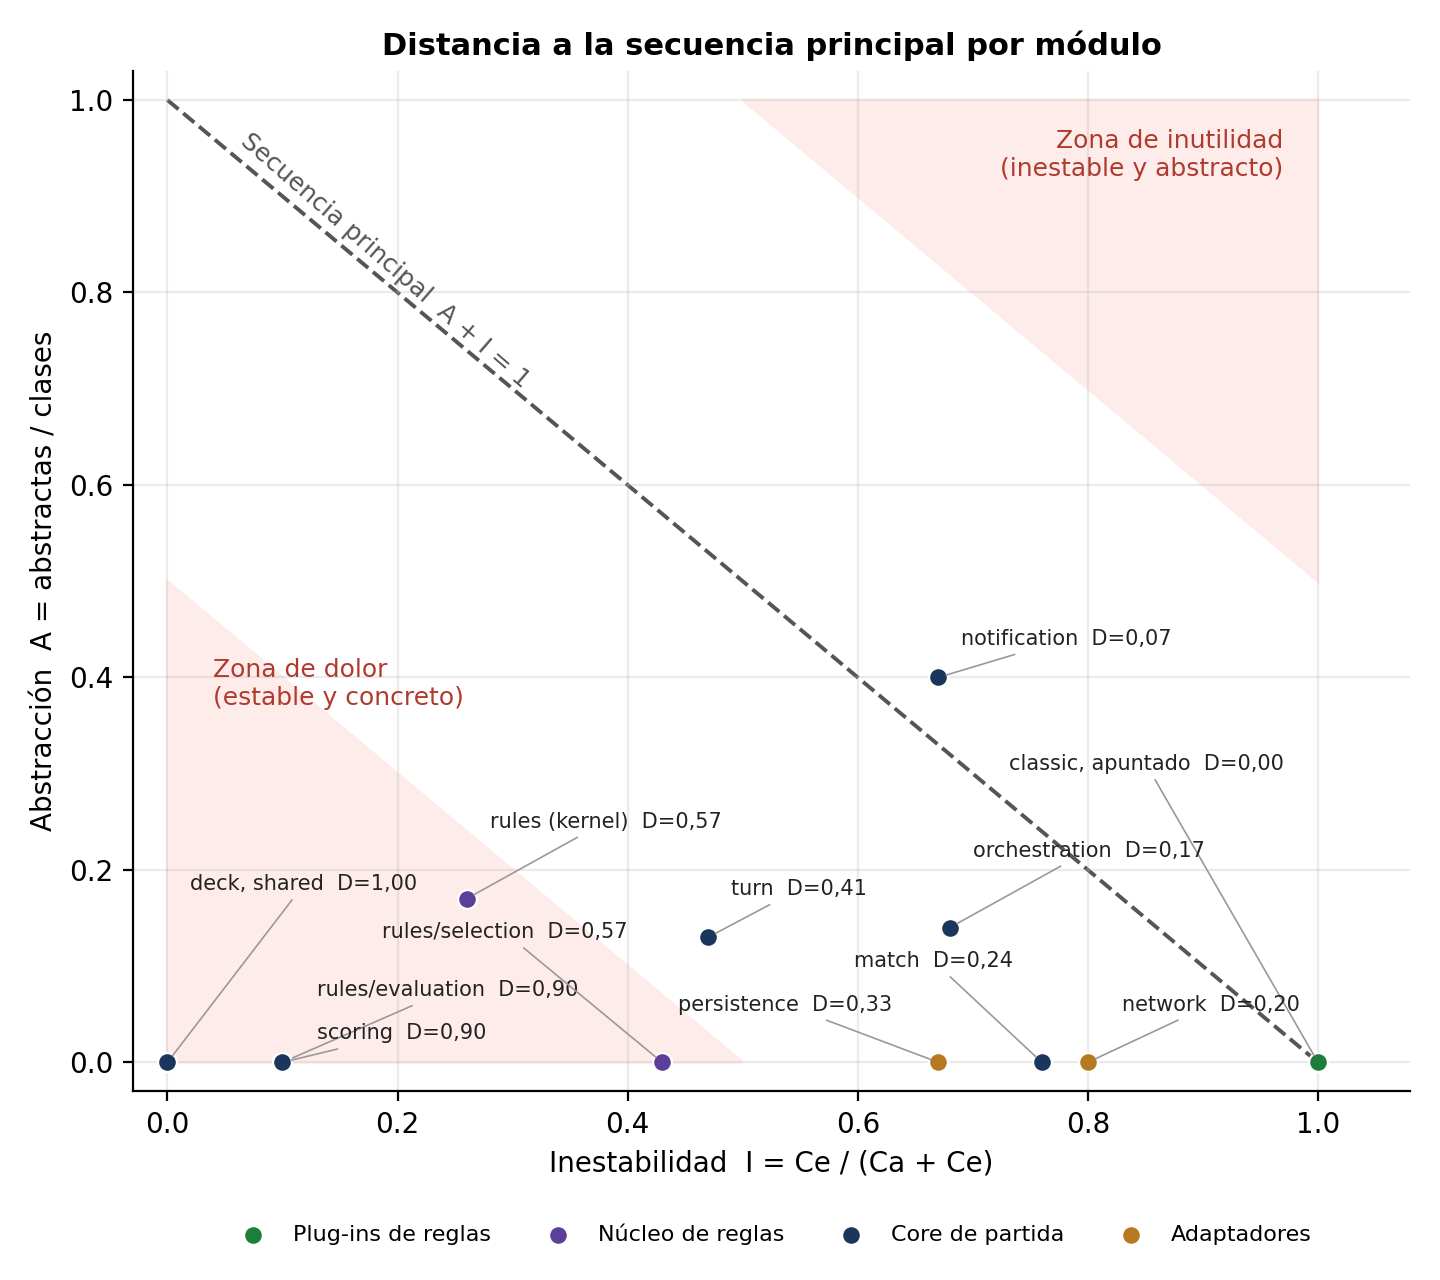 Distancia a la secuencia principal por módulo
Abstracción A = abstractas / clases
1.0
0.8
0.6
0.4
0.2
0.0
Secuencia principal A + I = 1
Zona de inutilidad
(inestable y abstracto)
Zona de dolor
(estable y concreto)
notification D=0,07
classic, apuntado D=0,00
rules (kernel) D=0,57
orchestration D=0,17
deck, shared D=1,00
turn D=0,41
rules/selection D=0,57
match D=0,24
rules/evaluation D=0,90
persistence D=0,33
network D=0,20
scoring D=0,90
0.0
0.2
0.4
0.6
0.8
1.0
Inestabilidad I = Ce / (Ca + Ce)
Plug-ins de reglas
Núcleo de reglas
Core de partida
Adaptadores